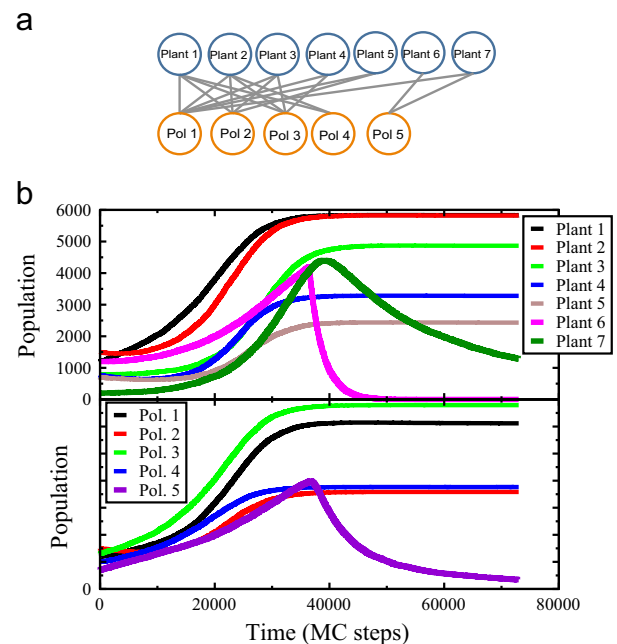 a
Plant 1 Plant 2 Plant 3 Plant 4 Plant 5 Plant 6 Plant 7
Pol 1 Pol 2 Pol 3 Pol 4 Pol 5
b
6000
5000
4000
3000
2000
1000
0
Population
Plant 1
Plant 2
Plant 3
Plant 4
Plant 5
Plant 6
Plant 7
Pol. 1
Pol. 2
Pol. 3
Pol. 4
Pol. 5
Population
0
0 20000 40000 60000 80000
Time (MC steps)